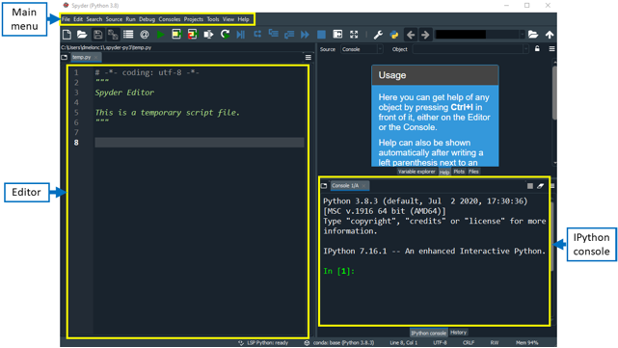 Main
menu
Spyder (Python 3.8)
File Edit Search Source Run Debug Consoles Projects Tools View Help
temp.py
Source Console Object
1 # -*- coding: utf-8 -*-
2 """
3 Spyder Editor
4
5 This is a temporary script file.
6 """
7
8
Usage
Here you can get help of any
object by pressing Ctrl+I in
front of it, either on the Editor
or the Console.
Help can also be shown
automatically after writing a
left parenthesis next to an
Variable explorer Help Plots Files
Editor
Console 1/A
Python 3.8.3 (default, Jul 2 2020, 17:30:36)
[MSC v.1916 64 bit (AMD64)]
Type "copyright", "credits" or "license" for more
information.
IPython 7.16.1 -- An enhanced Interactive Python.
In [1]:
IPython
console
IPython console History
LSP Python: ready conda: base (Python 3.8.3) Line 8, Col 1 UTF-8 CRLF RW Mem 94%